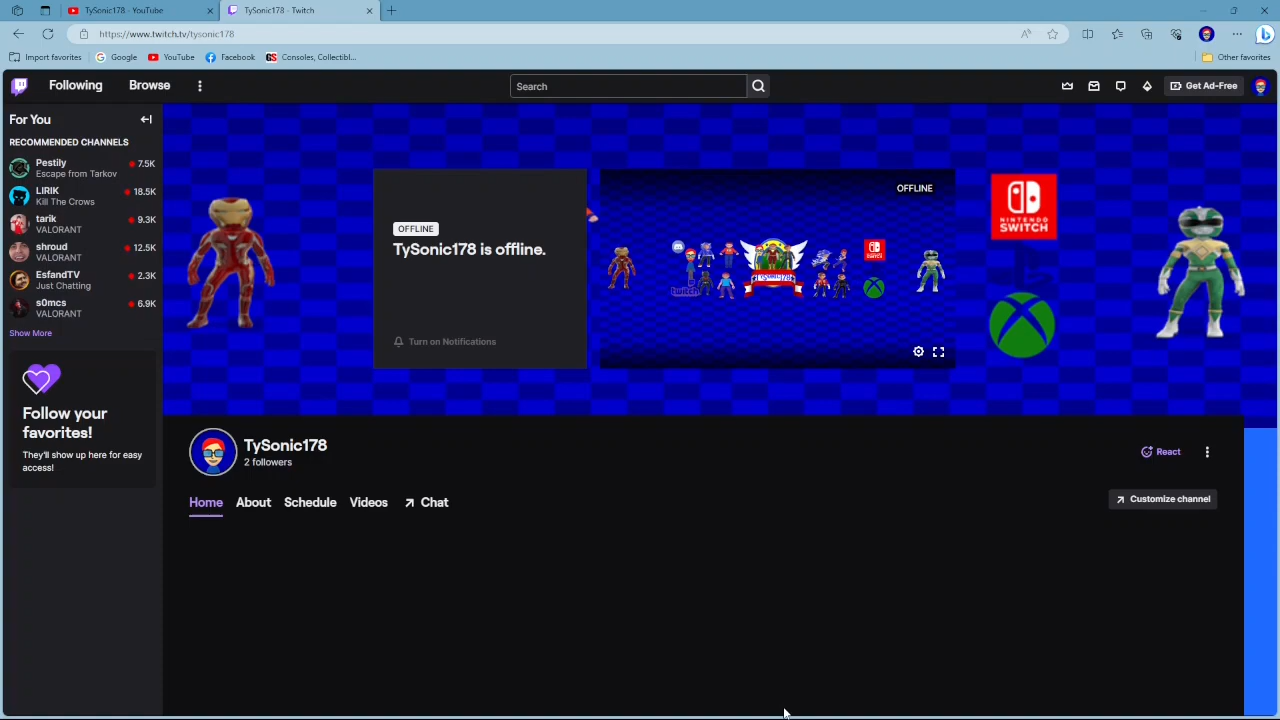 TySonic178 - YouTube
TySonic178 - Twitch
https://www.twitch.tv/tysonic178
Import favorites
Google
YouTube
Facebook
GS
Consoles, Collectibl...
Other favorites
Following
Browse
Search
Get Ad-Free
For You
RECOMMENDED CHANNELS
Pestily
7.5K
Escape from Tarkov
LIRIK
18.5K
Kill The Crows
tarik
9.3K
VALORANT
shroud
12.5K
VALORANT
EsfandTV
2.3K
Just Chatting
s0mcs
6.9K
VALORANT
Show More
Follow your
favorites!
They'll show up here for easy
access!
OFFLINE
TySonic178 is offline.
Turn on Notifications
OFFLINE
twitch
TYSONIC178
NINTENDO
SWITCH
TySonic178
2 followers
React
Home
About
Schedule
Videos
Chat
Customize channel